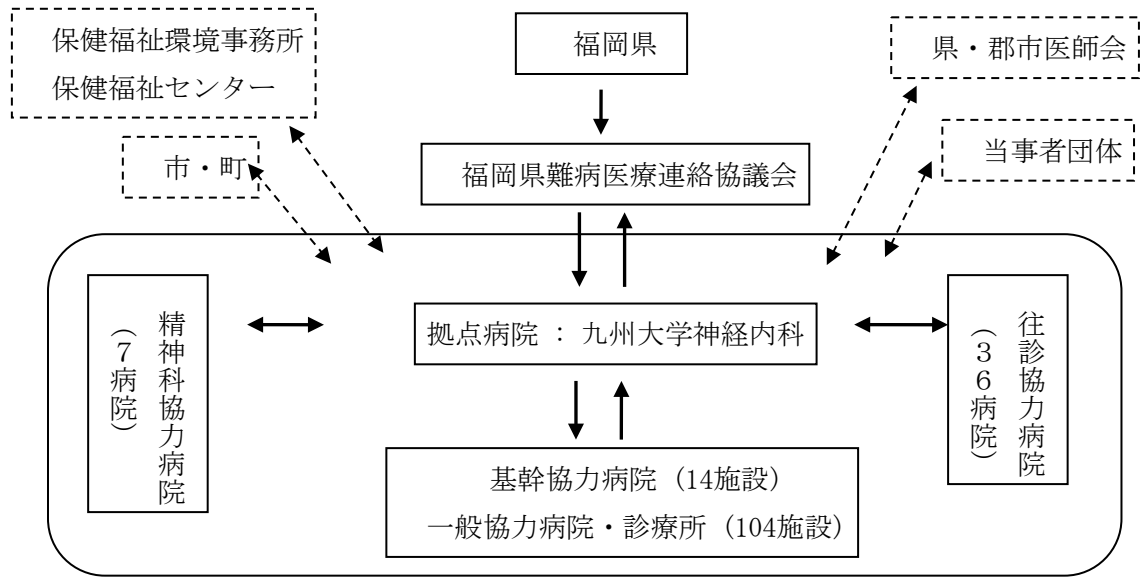 保健福祉環境事務所
保健福祉センター
福岡県
県・郡市医師会
市・町
福岡県難病医療連絡協議会
当事者団体
精神科協力病院
(7病院)
拠点病院 : 九州大学神経内科
往診協力病院
(36病院)
基幹協力病院 (14施設)
一般協力病院・診療所 (104施設)